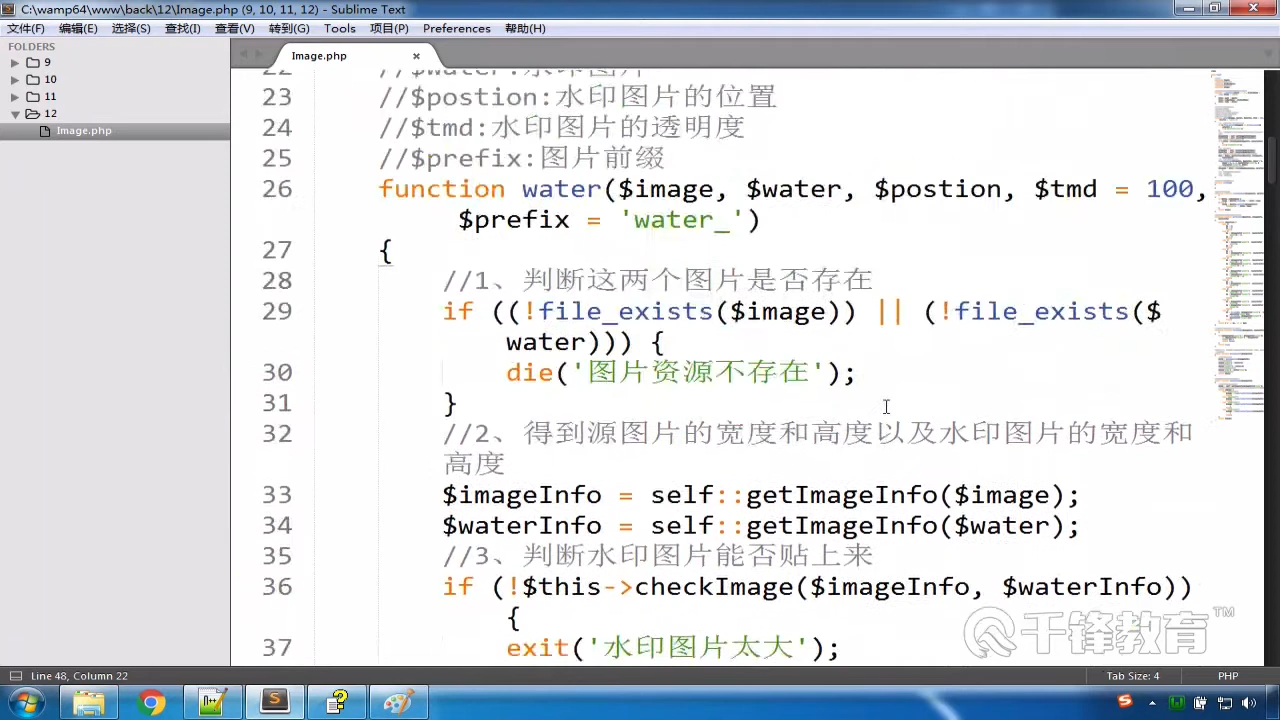 C:\wamp64\www\back\12\Image.php (9, 10, 11, 12) - Sublime Text
文件(F) 编辑(E) 选择(S) 查找(I) 查看(V) 转到(G) Tools 项目(P) Preferences 帮助(H)
FOLDERS
9
10
11
12
Image.php
Image.php
22 //$water:水印图片
23 //$postion:水印图片的位置
24 //$tmd:水印图片的透明度
25 //$prefix:图片前缀
26 function water($image, $water, $postion, $tmd = 100,
$prefix = 'water_')
27 {
28 //1、判断这两个图片是否存在
29 if ((!file_exists($image)) || (!file_exists($
water))) {
30 die('图片资源不存在');
31 }
32 //2、得到源图片的宽度和高度以及水印图片的宽度和
高度
33 $imageInfo = self::getImageInfo($image);
34 $waterInfo = self::getImageInfo($water);
35 //3、判断水印图片能否贴上来
36 if (!$this->checkImage($imageInfo, $waterInfo))
{
37 exit('水印图片太大');
千锋教育™
Line 48, Column 22
Tab Size: 4
PHP